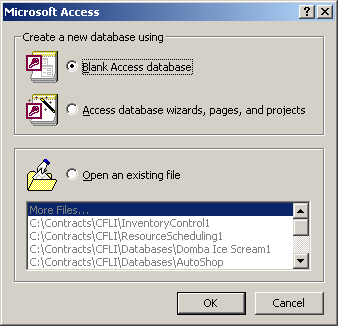 Microsoft Access
Create a new database using
Blank Access database
Access database wizards, pages, and projects
Open an existing file
More Files...
C:\Contracts\CFLI\InventoryControl1
C:\Contracts\CFLI\ResourceScheduling1
C:\Contracts\CFLI\Databases\Domba Ice Scream1
C:\Contracts\CFLI\Databases\AutoShop
OK Cancel